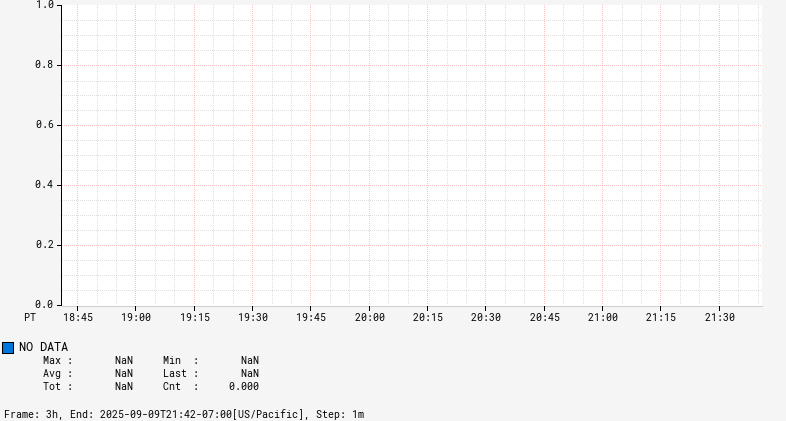 1.0
0.8
0.6
0.4
0.2
0.0
PT 18:45 19:00 19:15 19:30 19:45 20:00 20:15 20:30 20:45 21:00 21:15 21:30
NO DATA
Max : NaN Min : NaN
Avg : NaN Last : NaN
Tot : NaN Cnt : 0.000
Frame: 3h, End: 2025-09-09T21:42-07:00[US/Pacific], Step: 1m